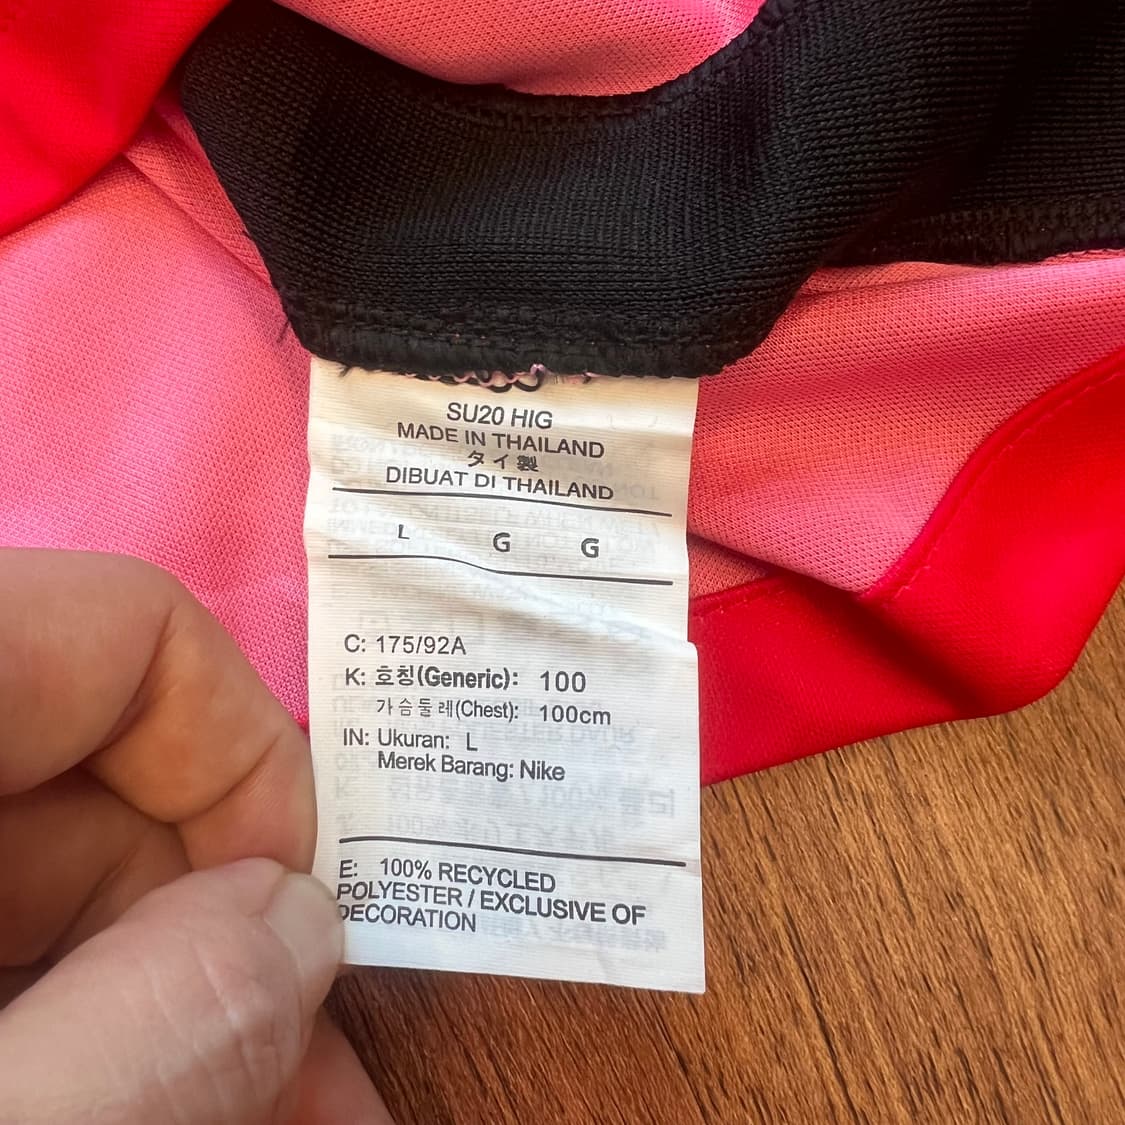 SU20 HIG
MADE IN THAILAND
タイ製
DIBUAT DI THAILAND
L G G
C: 175/92A
K: 호칭(Generic): 100
가슴둘레(Chest): 100cm
IN: Ukuran: L
Merek Barang: Nike
E: 100% RECYCLED
POLYESTER / EXCLUSIVE OF
DECORATION